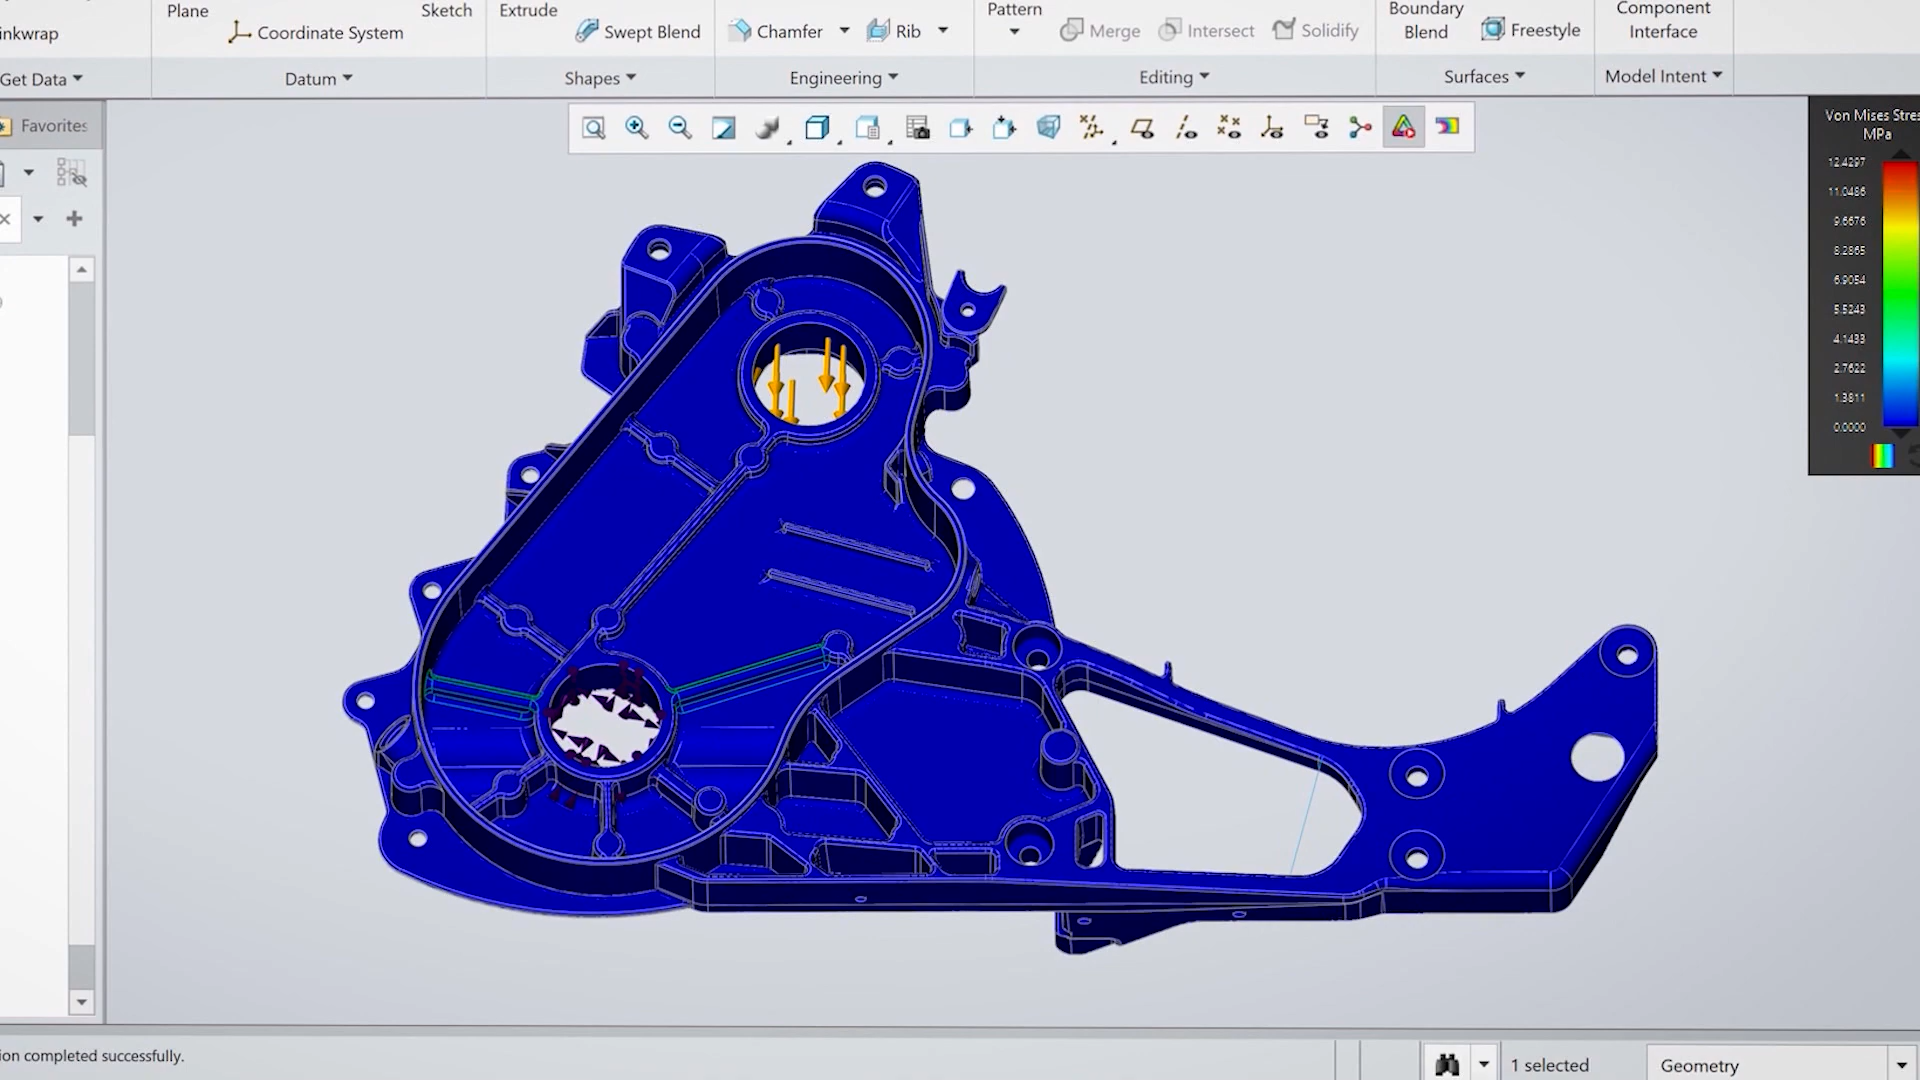 Plane
Sketch
Extrude
Pattern
Boundary
Blend
Component
Interface
inkwrap
Coordinate System
Swept Blend
Chamfer
Rib
Merge
Intersect
Solidify
Freestyle
Get Data
Datum
Shapes
Engineering
Editing
Surfaces
Model Intent
Favorites
Von Mises Stres
MPa
12.4297
11.0486
9.6676
8.2865
6.9054
5.5243
4.1433
2.7622
1.3811
0.0000
ion completed successfully.
1 selected
Geometry